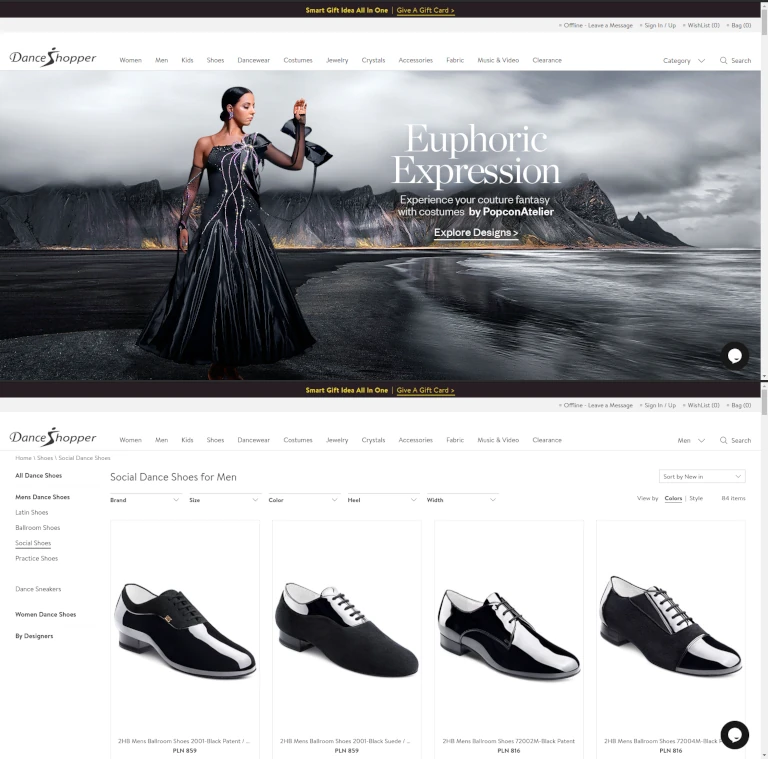 Smart Gift Idea All In One | Give A Gift Card >
Offline - Leave a Message Sign In / Up WishList (0) Bag (0)
DanceShopper Women Men Kids Shoes Dancewear Costumes Jewelry Crystals Accessories Fabric Music & Video Clearance Category Search
Euphoric
Expression
Experience your couture fantasy
with costumes by PopconAtelier
Explore Designs >
Smart Gift Idea All In One | Give A Gift Card >
Offline - Leave a Message Sign In / Up WishList (0) Bag (0)
DanceShopper Women Men Kids Shoes Dancewear Costumes Jewelry Crystals Accessories Fabric Music & Video Clearance Men Search
Home \ Shoes \ Social Dance Shoes
All Dance Shoes
Mens Dance Shoes
Latin Shoes
Ballroom Shoes
Social Shoes
Practice Shoes
Dance Sneakers
Women Dance Shoes
By Designers
Social Dance Shoes for Men
Sort by New in
Brand Size Color Heel Width
View by Colors | Style 84 items
2HB Mens Ballroom Shoes 2001-Black Patent / ...
PLN 859
2HB Mens Ballroom Shoes 2001-Black Suede / ...
PLN 859
2HB Mens Ballroom Shoes 72002M-Black Patent
PLN 816
2HB Mens Ballroom Shoes 72004M-Black
PLN 816